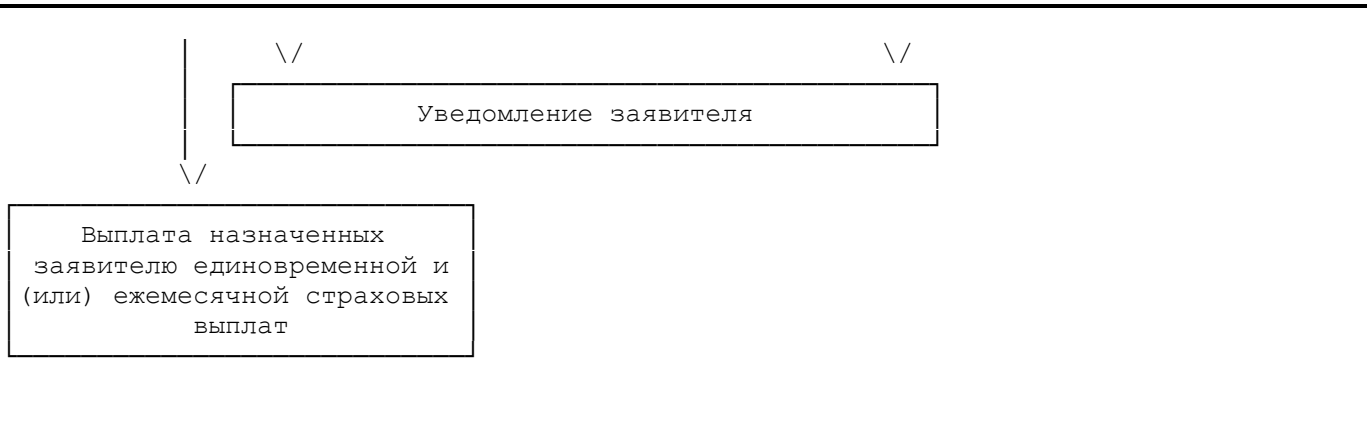 Уведомление заявителя
Выплата назначенных
заявителю единовременной и
(или) ежемесячной страховых
выплат